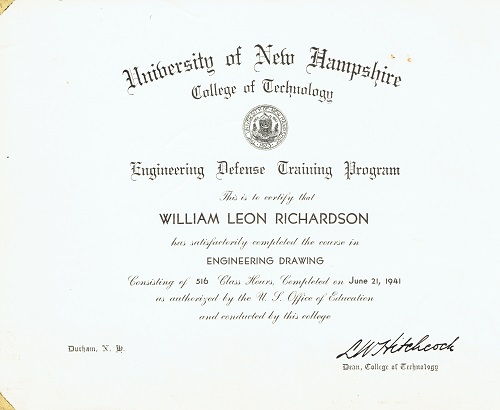 University of New Hampshire
College of Technology
Engineering Defense Training Program
This is to certify that
WILLIAM LEON RICHARDSON
has satisfactorily completed the course in
ENGINEERING DRAWING
Consisting of 516 Class Hours, Completed on June 21, 1941
as authorized by the U. S. Office of Education
and conducted by this college
Durham, N. H.
L W Hitchcock
Dean, College of Technology